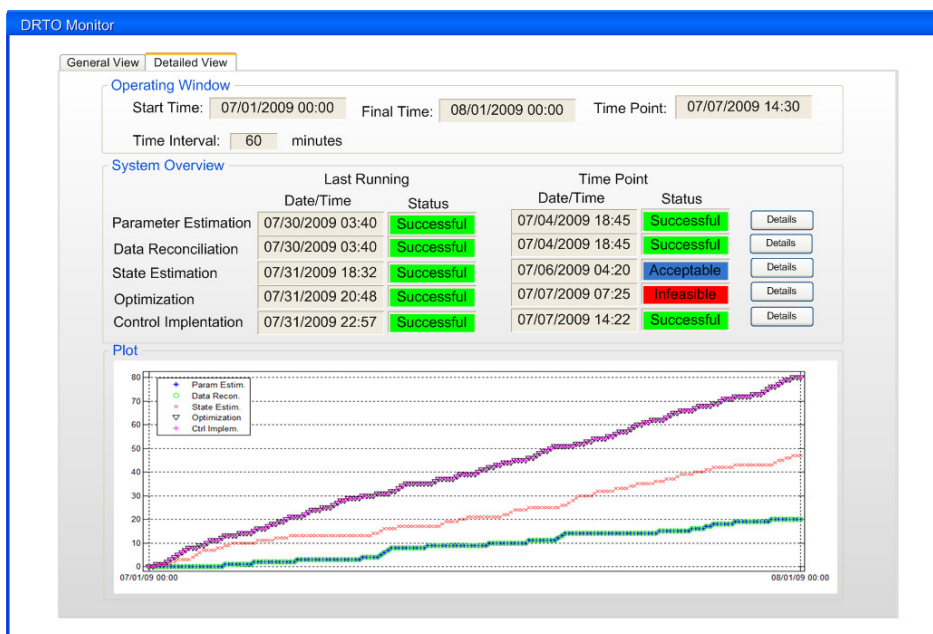 DRTO Monitor
General View Detailed View
Operating Window
Start Time: 07/01/2009 00:00 Final Time: 08/01/2009 00:00 Time Point: 07/07/2009 14:30
Time Interval: 60 minutes
System Overview
Last Running Time Point
Date/Time Status Date/Time Status
Parameter Estimation 07/30/2009 03:40 Successful 07/04/2009 18:45 Successful Details
Data Reconciliation 07/30/2009 03:40 Successful 07/04/2009 18:45 Successful Details
State Estimation 07/31/2009 18:32 Successful 07/06/2009 04:20 Acceptable Details
Optimization 07/31/2009 20:48 Successful 07/07/2009 07:25 Infeasible Details
Control Implentation 07/31/2009 22:57 Successful 07/07/2009 14:22 Successful Details
Plot
80
70
60
50
40
30
20
10
0
Param Estim.
Data Recon.
State Estim.
Optimization
Ctrl Implem.
07/01/09 00:00 08/01/09 00:00